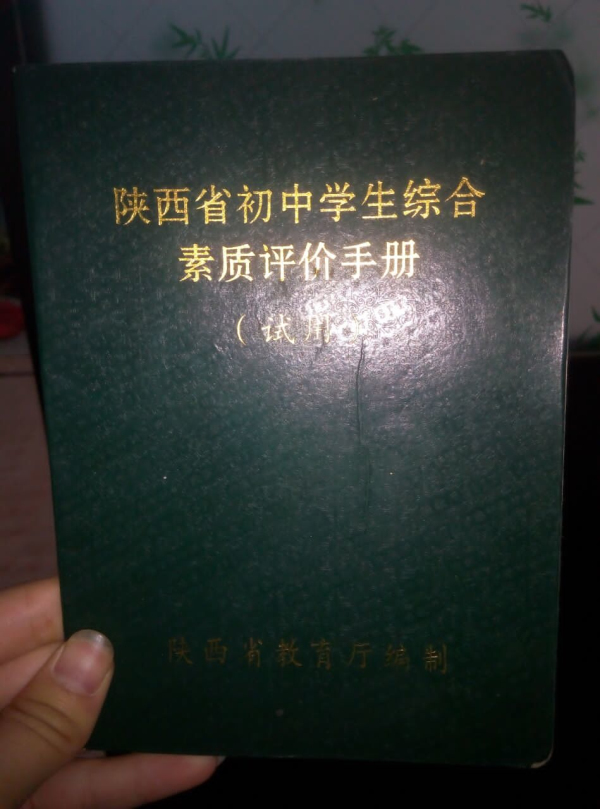 陕西省初中学生综合
素质评价手册
（试用
陕西省教育厅编制